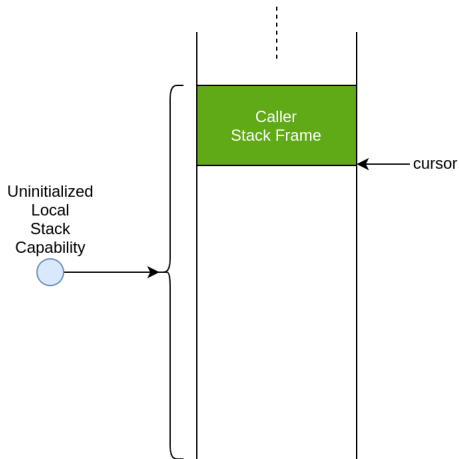 Caller
Stack Frame
cursor
Uninitialized
Local
Stack
Capability